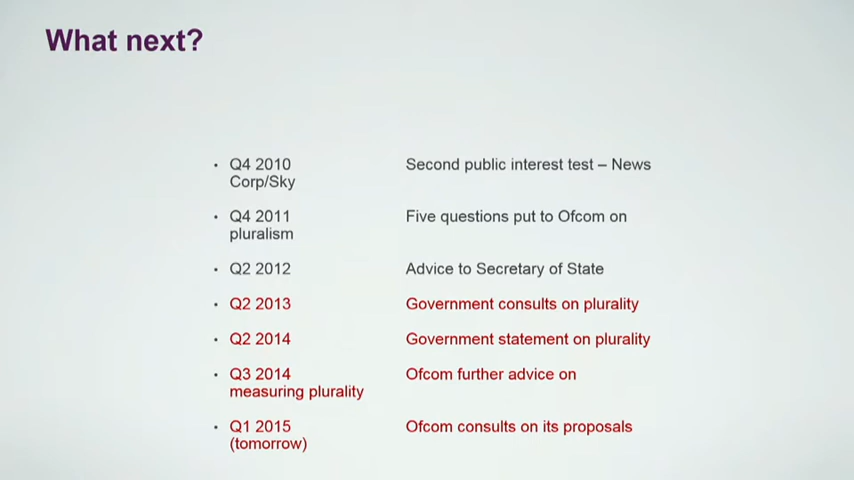 What next?
• Q4 2010 Second public interest test – News
Corp/Sky
• Q4 2011 Five questions put to Ofcom on
pluralism
• Q2 2012 Advice to Secretary of State
• Q2 2013 Government consults on plurality
• Q2 2014 Government statement on plurality
• Q3 2014 Ofcom further advice on
measuring plurality
• Q1 2015 Ofcom consults on its proposals
(tomorrow)